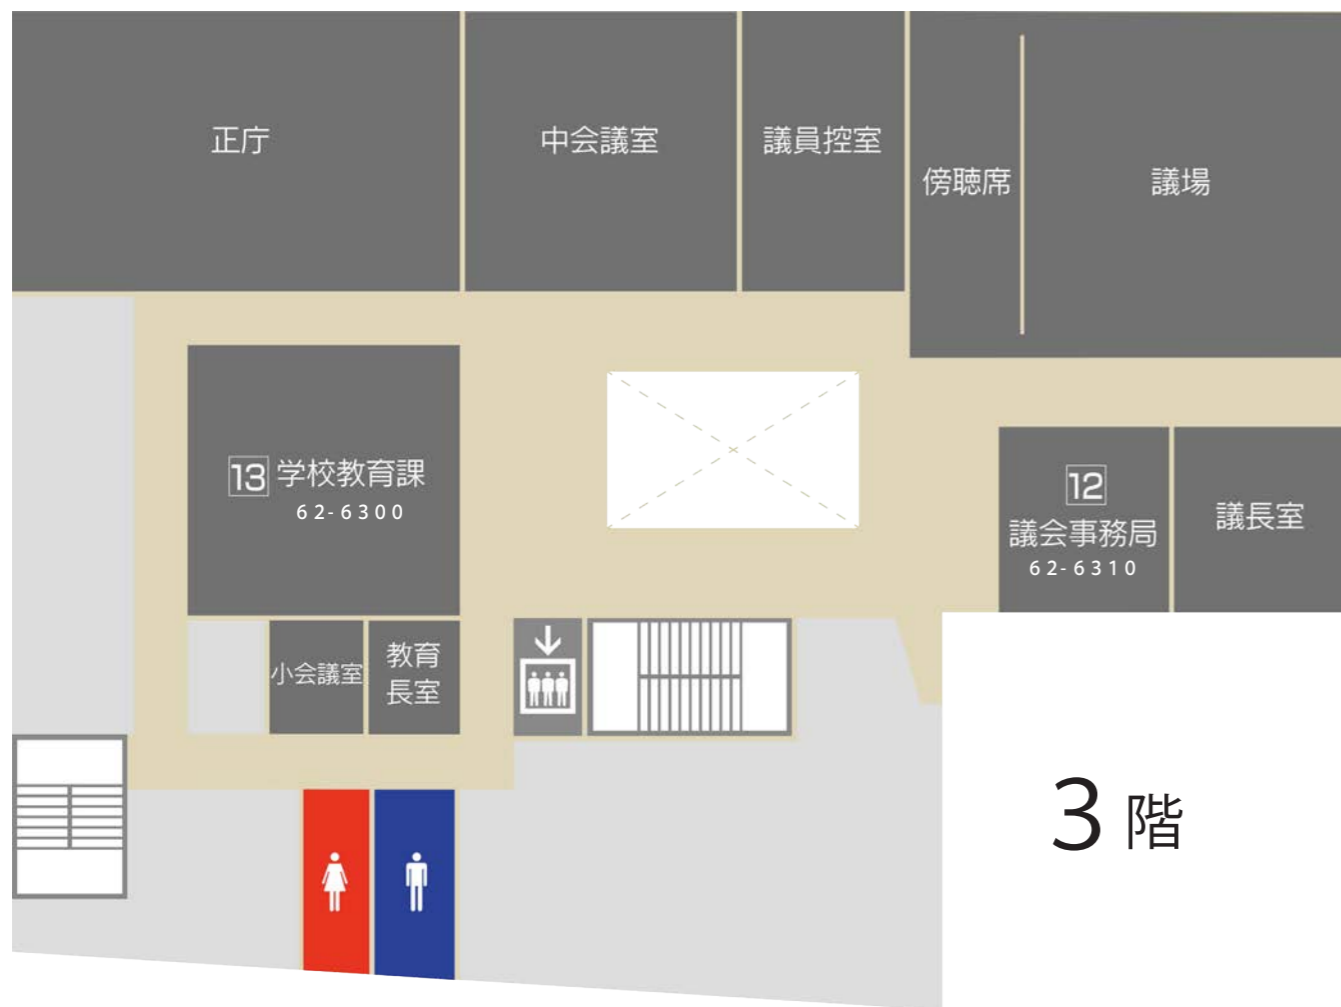 正庁
中会議室
議員控室
傍聴席
議場
13 学校教育課
62-6300
12
議会事務局
62-6310
議長室
小会議室
教育
長室
3 階